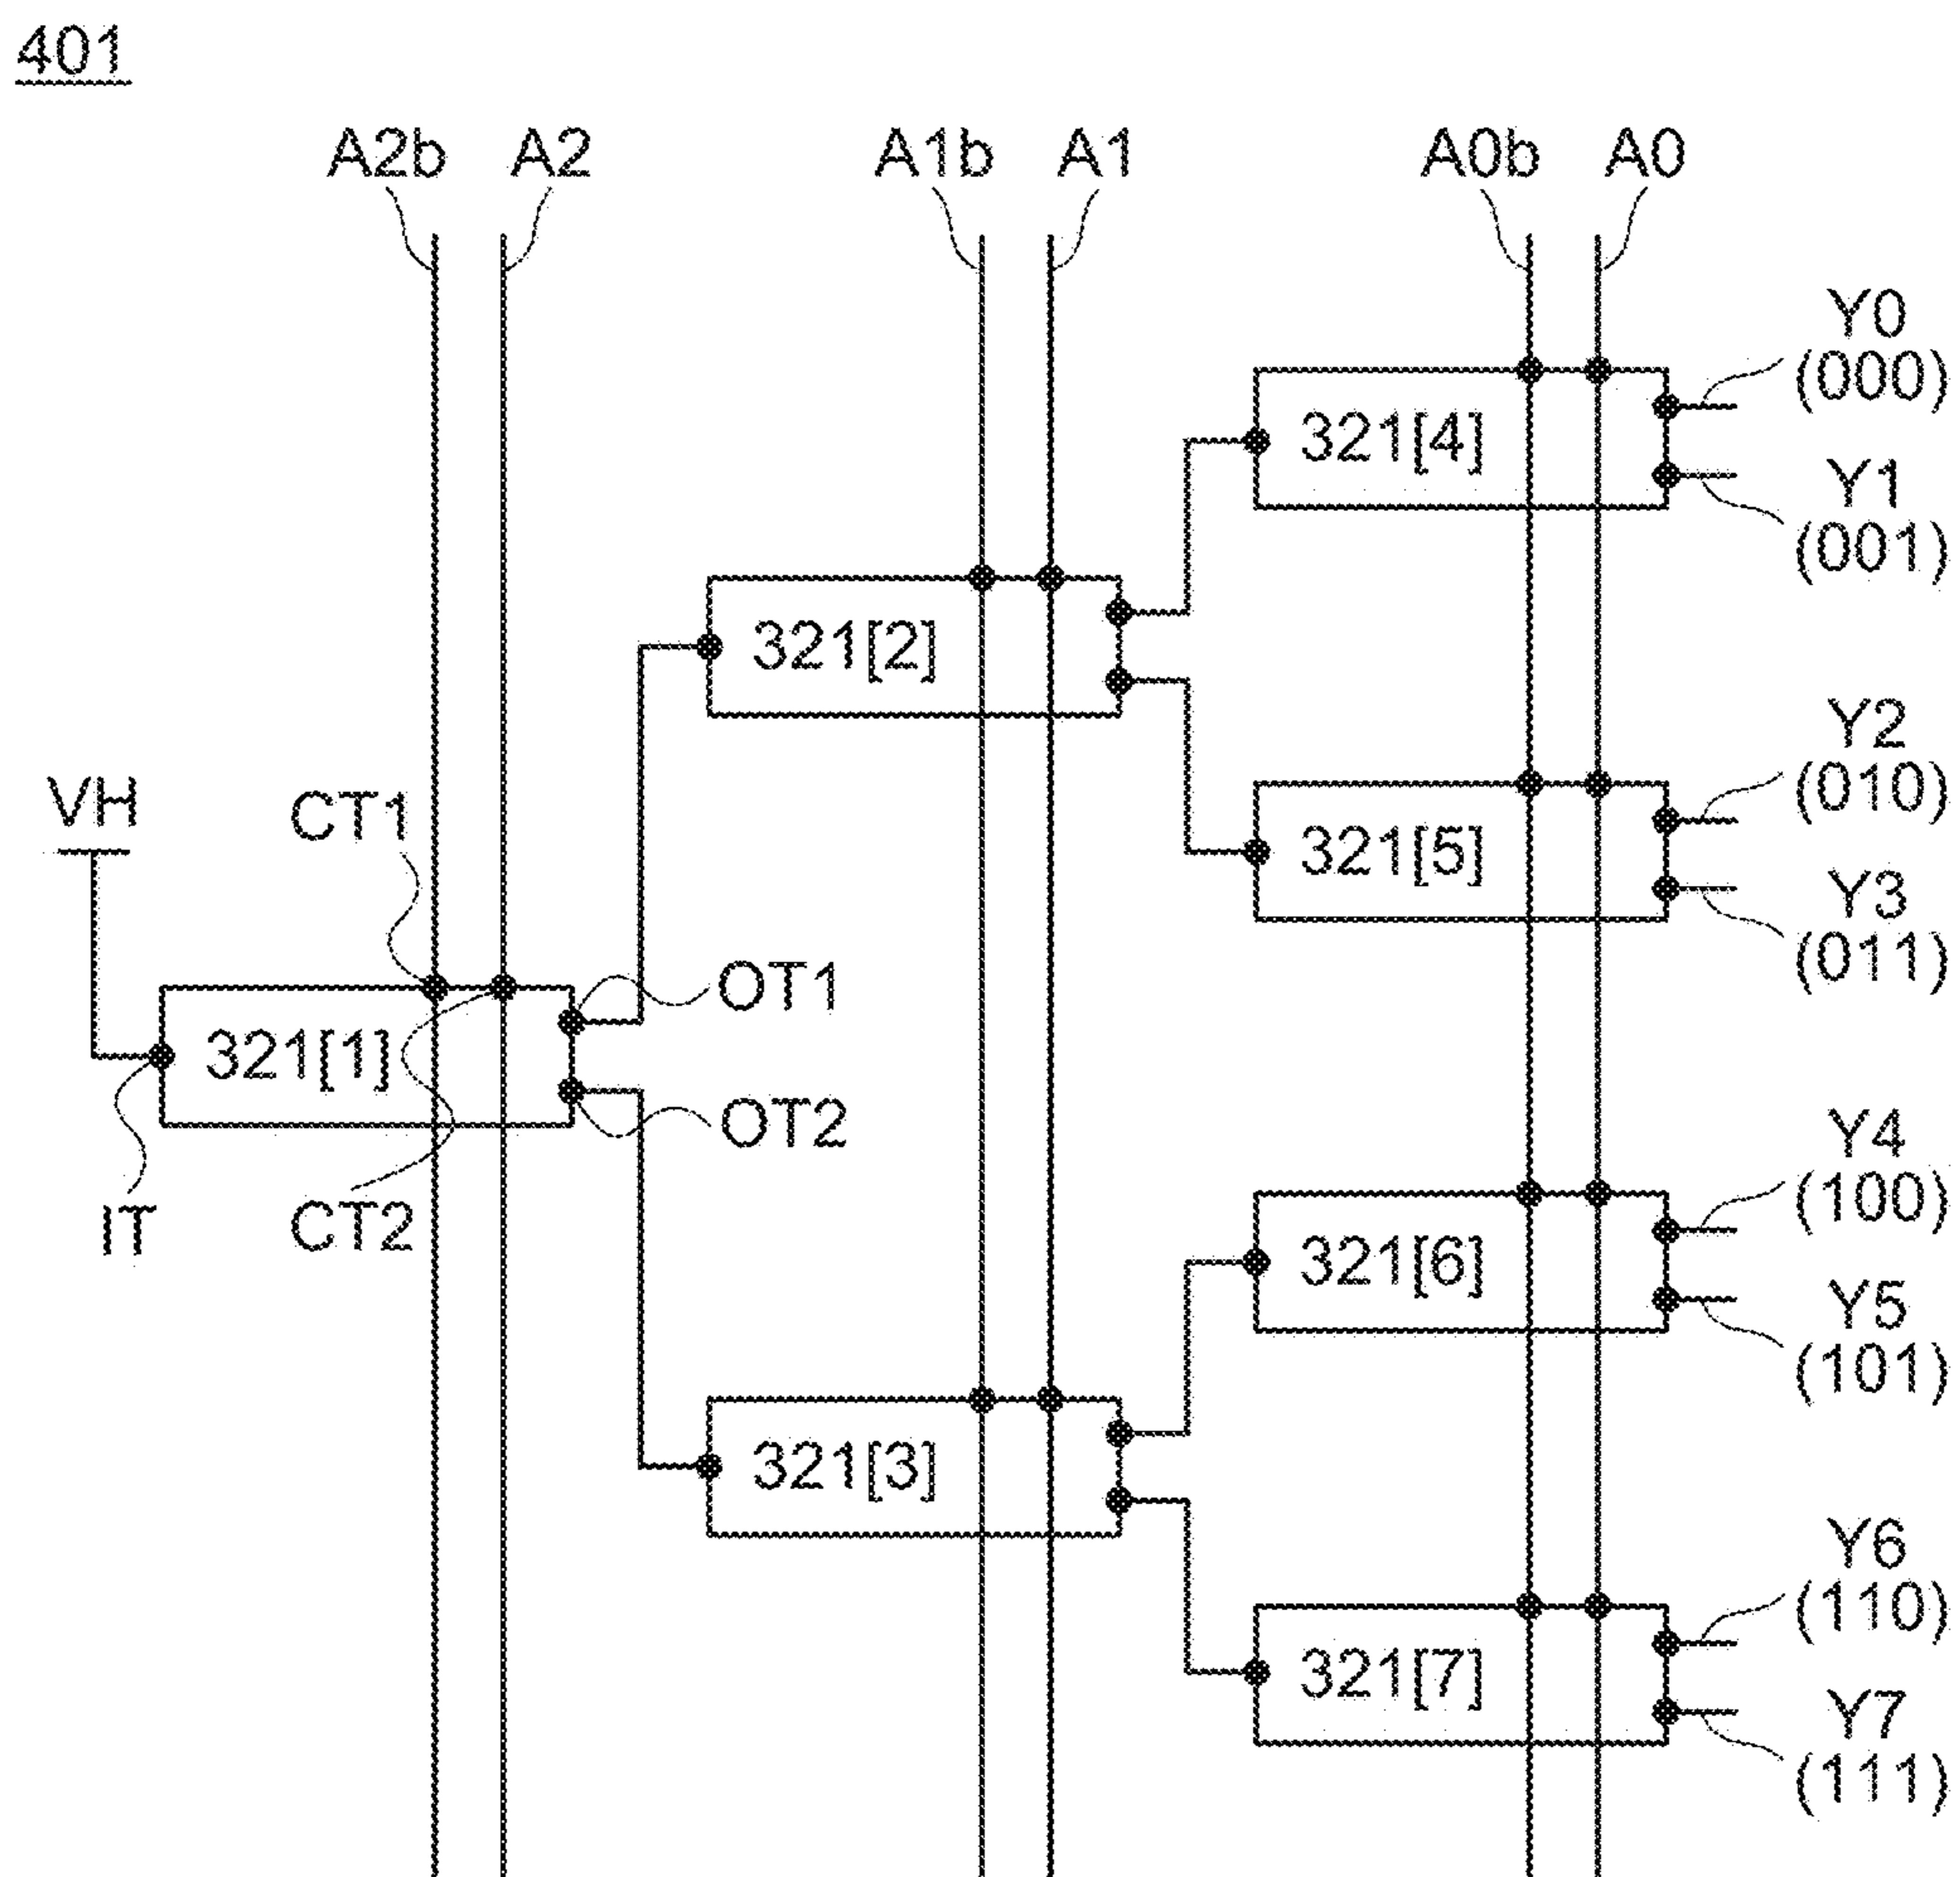 401
A2b A2 A1b A1 A0b A0
Y0
(000)
321[4]
Y1
(001)
321[2]
Y2
(010)
VH
CT1
321[5]
Y3
(011)
OT1
321[1]
OT2
Y4
(100)
IT
CT2
321[6]
Y5
(101)
321[3]
Y6
(110)
321[7]
Y7
(111)